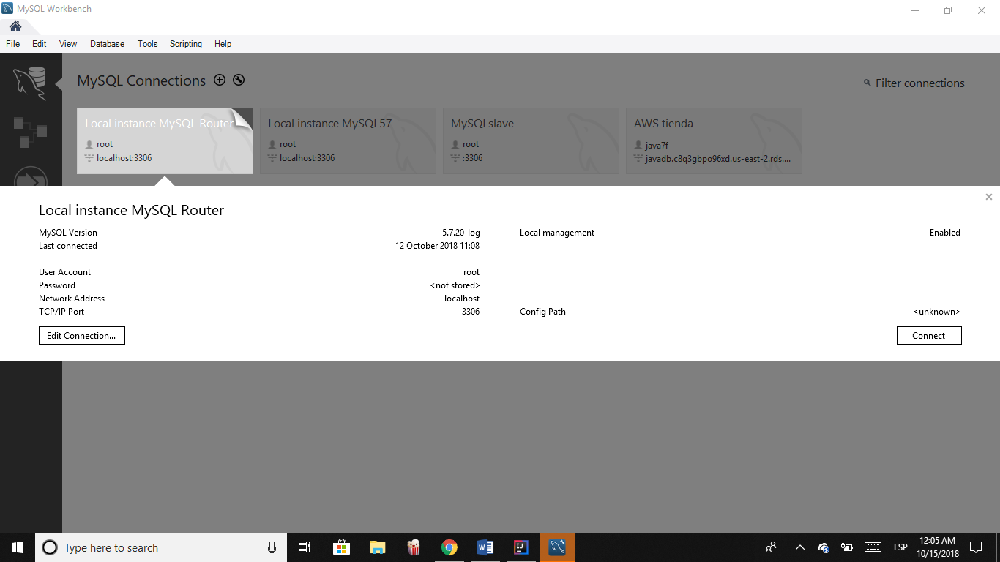 MySQL Workbench
File Edit View Database Tools Scripting Help
MySQL Connections
Filter connections
Local instance MySQL Router
root
localhost:3306
Local instance MySQL57
root
localhost:3306
MySQLslave
root
:3306
AWS tienda
java7f
javadb.c8q3gbpo96xd.us-east-2.rds....
Local instance MySQL Router
MySQL Version 5.7.20-log
Last connected 12 October 2018 11:08
User Account root
Password <not stored>
Network Address localhost
TCP/IP Port 3306
Local management Enabled
Config Path <unknown>
Edit Connection...
Connect
Type here to search
ESP
12:05 AM
10/15/2018